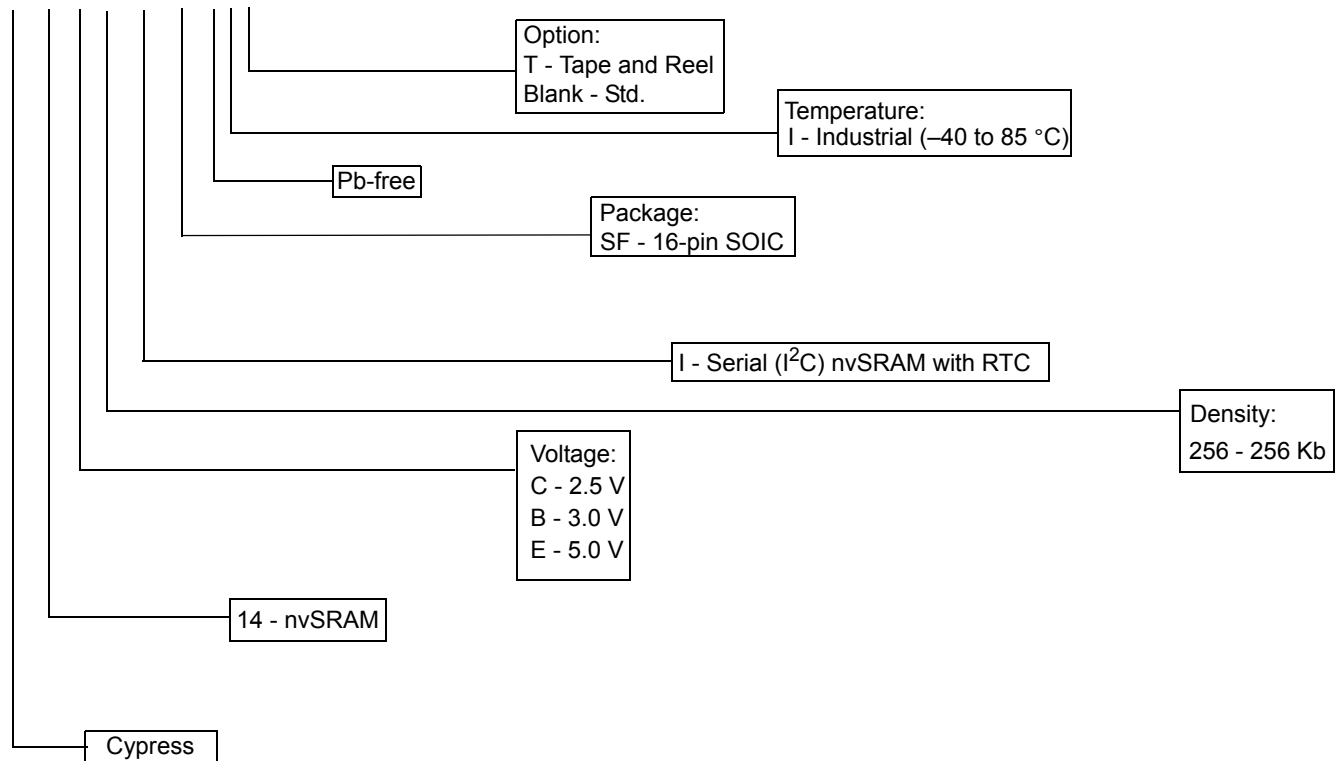 Option:
T - Tape and Reel
Blank - Std.
Temperature:
I - Industrial (–40 to 85 °C)
Pb-free
Package:
SF - 16-pin SOIC
I - Serial (I²C) nvSRAM with RTC
Density:
256 - 256 Kb
Voltage:
C - 2.5 V
B - 3.0 V
E - 5.0 V
14 - nvSRAM
Cypress